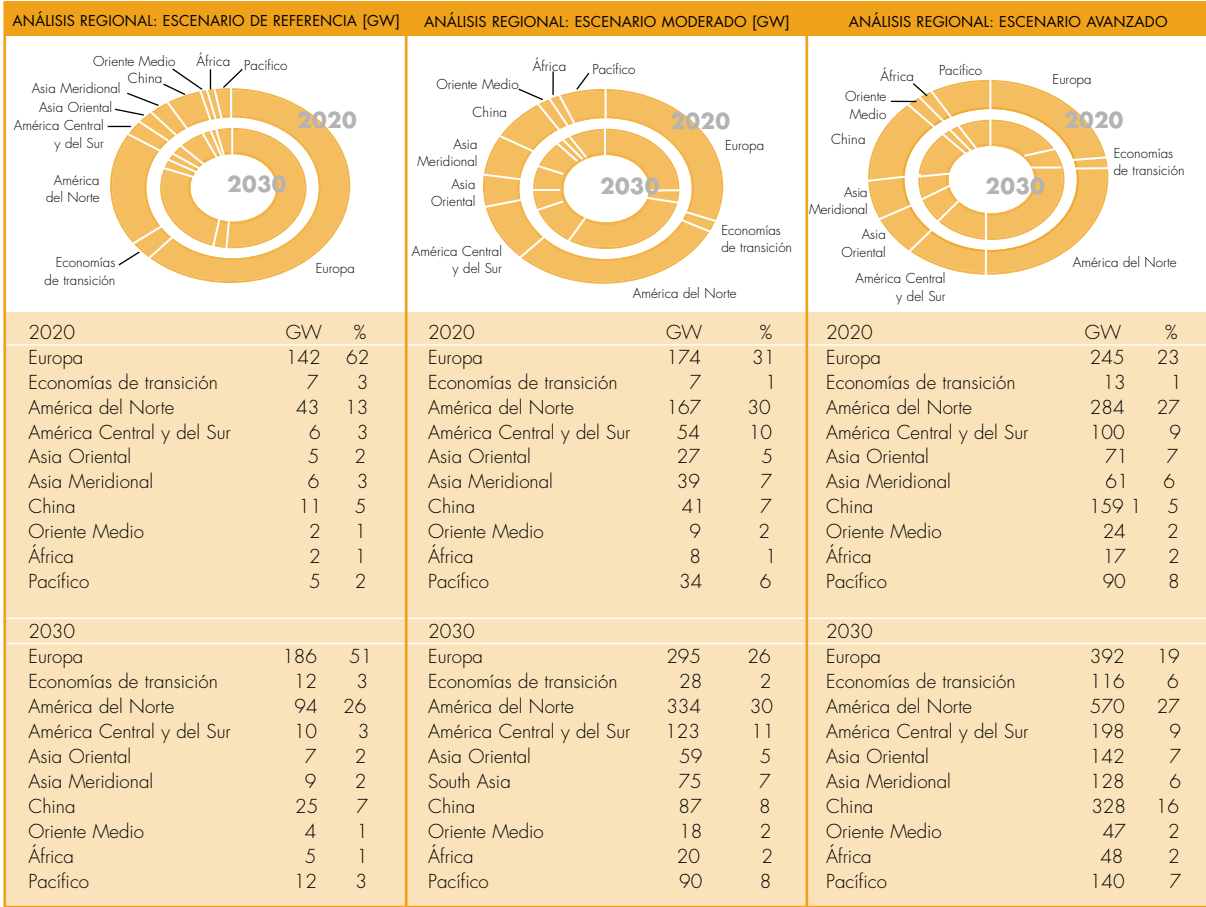 ANÁLISIS REGIONAL: ESCENARIO DE REFERENCIA [GW]
Oriente Medio
África
Pacífico
China
Asia Meridional
Asia Oriental
América Central
y del Sur
América
del Norte
Economías
de transición
Europa
2020
2030
2020 GW %
Europa 142 62
Economías de transición 7 3
América del Norte 43 13
América Central y del Sur 6 3
Asia Oriental 5 2
Asia Meridional 6 3
China 11 5
Oriente Medio 2 1
África 2 1
Pacífico 5 2
2030
Europa 186 51
Economías de transición 12 3
América del Norte 94 26
América Central y del Sur 10 3
Asia Oriental 7 2
Asia Meridional 9 2
China 25 7
Oriente Medio 4 1
África 5 1
Pacífico 12 3
ANÁLISIS REGIONAL: ESCENARIO MODERADO [GW]
África
Pacífico
Oriente Medio
China
Asia
Meridional
Asia
Oriental
América Central
y del Sur
América del Norte
Economías
de transición
Europa
2020
2030
2020 GW %
Europa 174 31
Economías de transición 7 1
América del Norte 167 30
América Central y del Sur 54 10
Asia Oriental 27 5
Asia Meridional 39 7
China 41 7
Oriente Medio 9 2
África 8 1
Pacífico 34 6
2030
Europa 295 26
Economías de transición 28 2
América del Norte 334 30
América Central y del Sur 123 11
Asia Oriental 59 5
South Asia 75 7
China 87 8
Oriente Medio 18 2
África 20 2
Pacífico 90 8
ANÁLISIS REGIONAL: ESCENARIO AVANZADO
África
Pacífico
Europa
Oriente
Medio
China
Asia
Meridional
Asia
Oriental
América Central
y del Sur
América del Norte
Economías
de transición
2020
2030
2020 GW %
Europa 245 23
Economías de transición 13 1
América del Norte 284 27
América Central y del Sur 100 9
Asia Oriental 71 7
Asia Meridional 61 6
China 159 1 5
Oriente Medio 24 2
África 17 2
Pacífico 90 8
2030
Europa 392 19
Economías de transición 116 6
América del Norte 570 27
América Central y del Sur 198 9
Asia Oriental 142 7
Asia Meridional 128 6
China 328 16
Oriente Medio 47 2
África 48 2
Pacífico 140 7